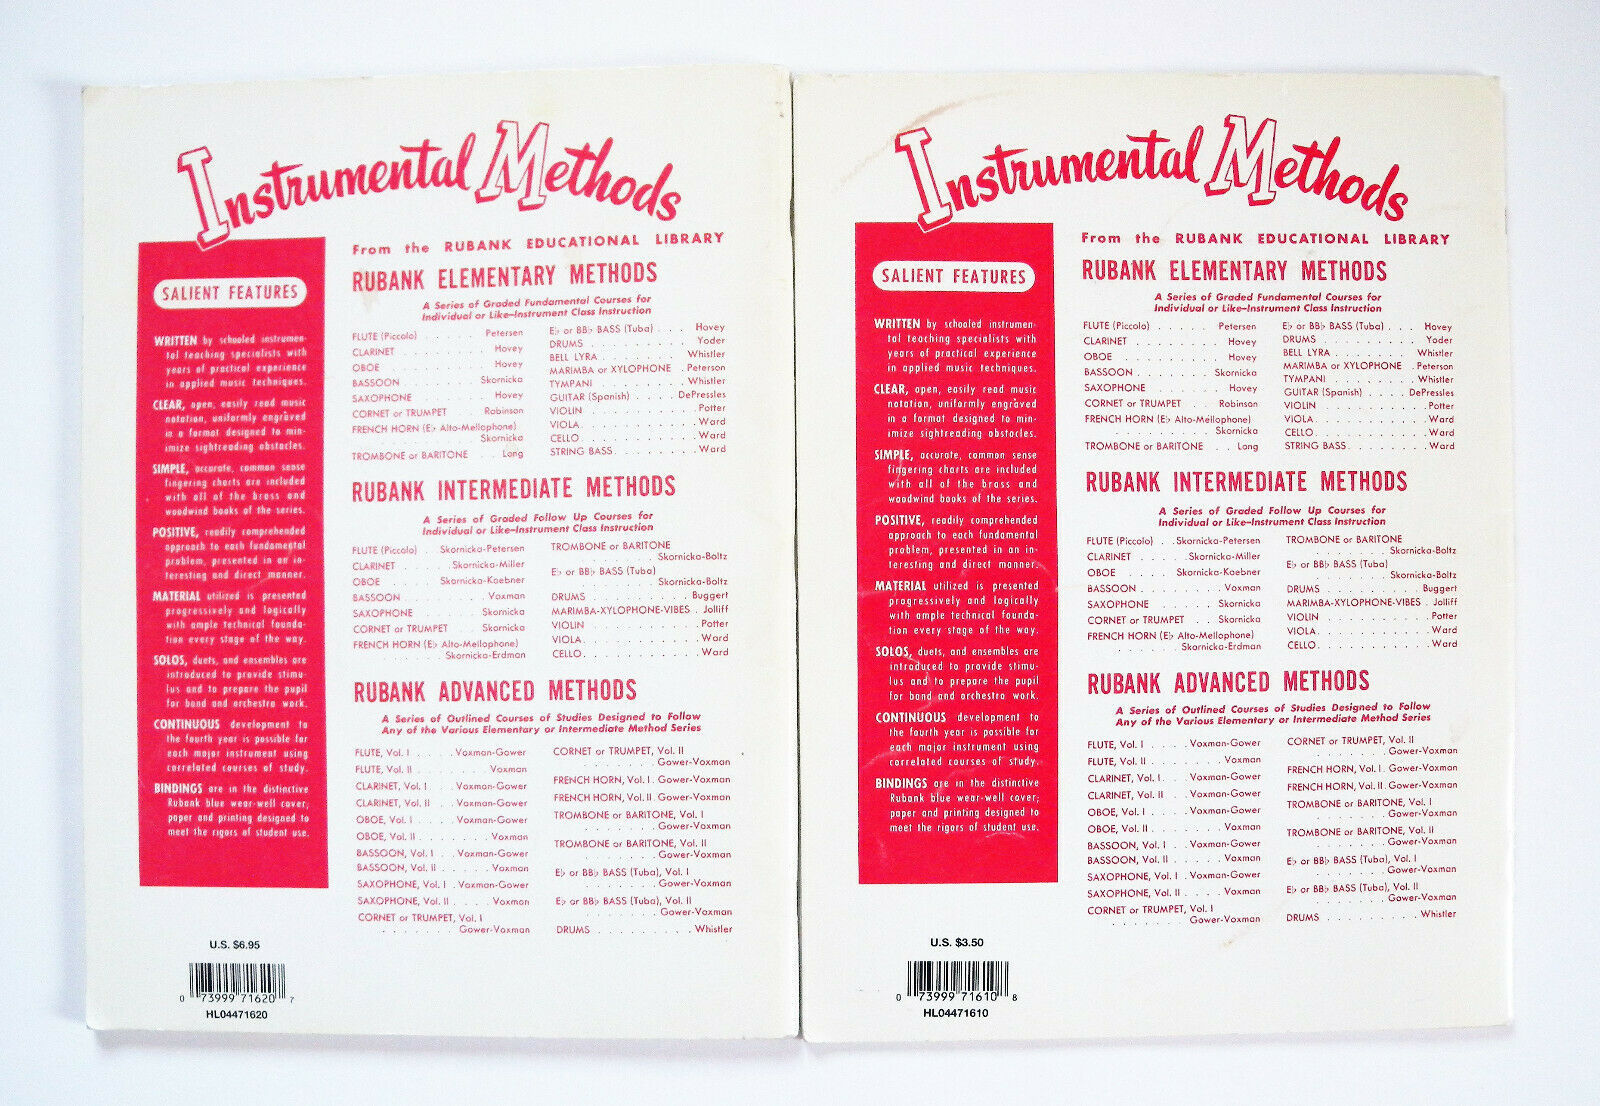 Instrumental Methods
From the RUBANK EDUCATIONAL LIBRARY
SALIENT FEATURES
WRITTEN by schooled instrumen-
tal teaching specialists with
years of practical experience
in applied music techniques.
CLEAR, open, easily read music
notation, uniformly engraved
in a format designed to min-
imize sightreading obstacles.
SIMPLE, accurate, common sense
fingering charts are included
with all of the brass and
woodwind books of the series.
POSITIVE, readily comprehended
approach to each fundamental
problem, presented in an in-
teresting and direct manner.
MATERIAL utilized is presented
progressively and logically
with ample technical founda-
tion every stage of the way.
SOLOS, duets, and ensembles are
introduced to provide stimu-
lus and to prepare the pupil
for band and orchestra work.
CONTINUOUS development to
the fourth year is possible for
each major instrument using
correlated courses of study.
BINDINGS are in the distinctive
Rubank blue wear-well cover;
paper and printing designed to
meet the rigors of student use.
RUBANK ELEMENTARY METHODS
A Series of Graded Fundamental Courses for
Individual or Like-Instrument Class Instruction
FLUTE (Piccolo) . . . . . . Petersen
CLARINET . . . . . . . . . Hovey
OBOE . . . . . . . . . . . Hovey
BASSOON . . . . . . . . Skornicka
SAXOPHONE . . . . . . . . Hovey
CORNET or TRUMPET . . . . Robinson
FRENCH HORN (E♭ Alto-Mellophone)
. . . . . . . . . . . . Skornicka
TROMBONE or BARITONE . . Long
E♭ or BB♭ BASS (Tuba) . . . Hovey
DRUMS . . . . . . . . . . Yoder
BELL LYRA . . . . . . . . Whistler
MARIMBA or XYLOPHONE . Peterson
TYMPANI . . . . . . . . . Whistler
GUITAR (Spanish) . . . . . DePressles
VIOLIN . . . . . . . . . . Potter
VIOLA . . . . . . . . . . . Ward
CELLO . . . . . . . . . . . Ward
STRING BASS . . . . . . . . Ward
RUBANK INTERMEDIATE METHODS
A Series of Graded Follow Up Courses for
Individual or Like-Instrument Class Instruction
FLUTE (Piccolo) . . Skornicka-Petersen
CLARINET . . . . . Skornicka-Miller
OBOE . . . . . Skornicka-Koebner
BASSOON . . . . . . . . . Voxman
SAXOPHONE . . . . . . Skornicka
CORNET or TRUMPET . . . Skornicka
FRENCH HORN (E♭ Alto-Mellophone)
. . . . . . . Skornicka-Erdman
TROMBONE or BARITONE
. . . . . . . . . Skornicka-Boltz
E♭ or BB♭ BASS (Tuba)
. . . . . . . . . Skornicka-Boltz
DRUMS . . . . . . . . . . Buggert
MARIMBA-XYLOPHONE-VIBES . Jolliff
VIOLIN . . . . . . . . . . Potter
VIOLA . . . . . . . . . . . Ward
CELLO . . . . . . . . . . . Ward
RUBANK ADVANCED METHODS
A Series of Outlined Courses of Studies Designed to Follow
Any of the Various Elementary or Intermediate Method Series
FLUTE, Vol. I . . . . Voxman-Gower
FLUTE, Vol. II . . . . . . . Voxman
CLARINET, Vol. I . . . Voxman-Gower
CLARINET, Vol. II . . . Voxman-Gower
OBOE, Vol. I . . . . . Voxman-Gower
OBOE, Vol. II . . . . . . . Voxman
BASSOON, Vol. I . . Voxman-Gower
BASSOON, Vol. II . . . . . Voxman
SAXOPHONE, Vol. I . Voxman-Gower
SAXOPHONE, Vol. II . . . . Voxman
CORNET or TRUMPET, Vol. I
. . . . . . . . Gower-Voxman
CORNET or TRUMPET, Vol. II
. . . . . . . . Gower-Voxman
FRENCH HORN, Vol. I . Gower-Voxman
FRENCH HORN, Vol. II . Gower-Voxman
TROMBONE or BARITONE, Vol. I
. . . . . . . . Gower-Voxman
TROMBONE or BARITONE, Vol. II
. . . . . . . . Gower-Voxman
E♭ or BB♭ BASS (Tuba), Vol. I
. . . . . . . . Gower-Voxman
E♭ or BB♭ BASS (Tuba), Vol. II
. . . . . . . . Gower-Voxman
DRUMS . . . . . . . . . . Whistler
U.S. $6.95
0 73999 71620 7
HL04471620
Instrumental Methods
From the RUBANK EDUCATIONAL LIBRARY
SALIENT FEATURES
WRITTEN by schooled instrumen-
tal teaching specialists with
years of practical experience
in applied music techniques.
CLEAR, open, easily read music
notation, uniformly engraved
in a format designed to min-
imize sightreading obstacles.
SIMPLE, accurate, common sense
fingering charts are included
with all of the brass and
woodwind books of the series.
POSITIVE, readily comprehended
approach to each fundamental
problem, presented in an in-
teresting and direct manner.
MATERIAL utilized is presented
progressively and logically
with ample technical founda-
tion every stage of the way.
SOLOS, duets, and ensembles are
introduced to provide stimu-
lus and to prepare the pupil
for band and orchestra work.
CONTINUOUS development to
the fourth year is possible for
each major instrument using
correlated courses of study.
BINDINGS are in the distinctive
Rubank blue wear-well cover;
paper and printing designed to
meet the rigors of student use.
RUBANK ELEMENTARY METHODS
A Series of Graded Fundamental Courses for
Individual or Like-Instrument Class Instruction
FLUTE (Piccolo) . . . . . . Petersen
CLARINET . . . . . . . . . Hovey
OBOE . . . . . . . . . . . Hovey
BASSOON . . . . . . . . Skornicka
SAXOPHONE . . . . . . . . Hovey
CORNET or TRUMPET . . . . Robinson
FRENCH HORN (E♭ Alto-Mellophone)
. . . . . . . . . . . . Skornicka
TROMBONE or BARITONE . . Long
E♭ or BB♭ BASS (Tuba) . . . Hovey
DRUMS . . . . . . . . . . Yoder
BELL LYRA . . . . . . . . Whistler
MARIMBA or XYLOPHONE . Peterson
TYMPANI . . . . . . . . . Whistler
GUITAR (Spanish) . . . . . DePressles
VIOLIN . . . . . . . . . . Potter
VIOLA . . . . . . . . . . . Ward
CELLO . . . . . . . . . . . Ward
STRING BASS . . . . . . . . Ward
RUBANK INTERMEDIATE METHODS
A Series of Graded Follow Up Courses for
Individual or Like-Instrument Class Instruction
FLUTE (Piccolo) . . Skornicka-Petersen
CLARINET . . . . . Skornicka-Miller
OBOE . . . . . Skornicka-Koebner
BASSOON . . . . . . . . . Voxman
SAXOPHONE . . . . . . Skornicka
CORNET or TRUMPET . . . Skornicka
FRENCH HORN (E♭ Alto-Mellophone)
. . . . . . . Skornicka-Erdman
TROMBONE or BARITONE
. . . . . . . . . Skornicka-Boltz
E♭ or BB♭ BASS (Tuba)
. . . . . . . . . Skornicka-Boltz
DRUMS . . . . . . . . . . Buggert
MARIMBA-XYLOPHONE-VIBES . Jolliff
VIOLIN . . . . . . . . . . Potter
VIOLA . . . . . . . . . . . Ward
CELLO . . . . . . . . . . . Ward
RUBANK ADVANCED METHODS
A Series of Outlined Courses of Studies Designed to Follow
Any of the Various Elementary or Intermediate Method Series
FLUTE, Vol. I . . . . Voxman-Gower
FLUTE, Vol. II . . . . . . . Voxman
CLARINET, Vol. I . . . Voxman-Gower
CLARINET, Vol. II . . . Voxman-Gower
OBOE, Vol. I . . . . . Voxman-Gower
OBOE, Vol. II . . . . . . . Voxman
BASSOON, Vol. I . . Voxman-Gower
BASSOON, Vol. II . . . . . Voxman
SAXOPHONE, Vol. I . Voxman-Gower
SAXOPHONE, Vol. II . . . . Voxman
CORNET or TRUMPET, Vol. I
. . . . . . . . Gower-Voxman
CORNET or TRUMPET, Vol. II
. . . . . . . . Gower-Voxman
FRENCH HORN, Vol. I . Gower-Voxman
FRENCH HORN, Vol. II . Gower-Voxman
TROMBONE or BARITONE, Vol. I
. . . . . . . . Gower-Voxman
TROMBONE or BARITONE, Vol. II
. . . . . . . . Gower-Voxman
E♭ or BB♭ BASS (Tuba), Vol. I
. . . . . . . . Gower-Voxman
E♭ or BB♭ BASS (Tuba), Vol. II
. . . . . . . . Gower-Voxman
DRUMS . . . . . . . . . . Whistler
U.S. $3.50
0 73999 71610 8
HL04471610